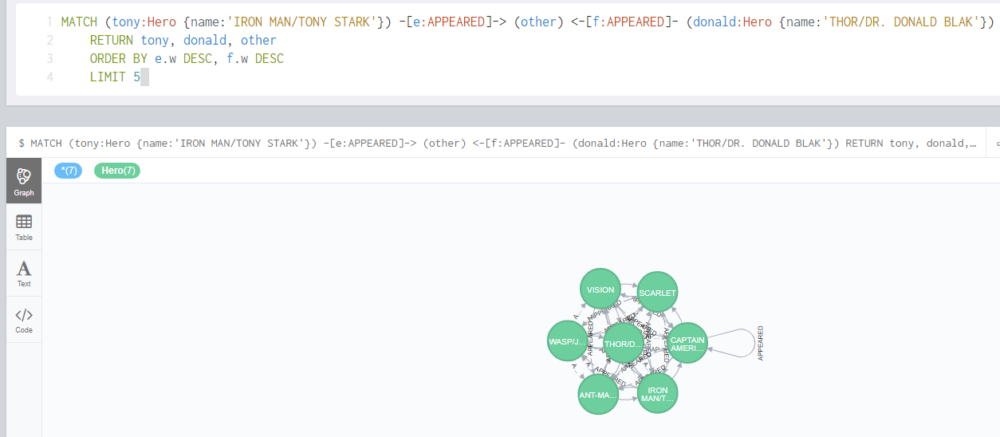 1 MATCH (tony:Hero {name:'IRON MAN/TONY STARK'}) -[e:APPEARED]-> (other) <-[f:APPEARED]- (donald:Hero {name:'THOR/DR. DONALD BLAK'})
2 RETURN tony, donald, other
3 ORDER BY e.w DESC, f.w DESC
4 LIMIT 5
$ MATCH (tony:Hero {name:'IRON MAN/TONY STARK'}) -[e:APPEARED]-> (other) <-[f:APPEARED]- (donald:Hero {name:'THOR/DR. DONALD BLAK'}) RETURN tony, donald,…
*(7) Hero(7)
Graph
Table
Text
Code
VISION
SCARLET
WASP/J…
THOR/D…
CAPTAIN
AMERI…
ANT-MA…
IRON
MAN/T…
APPEARED
APPEARED